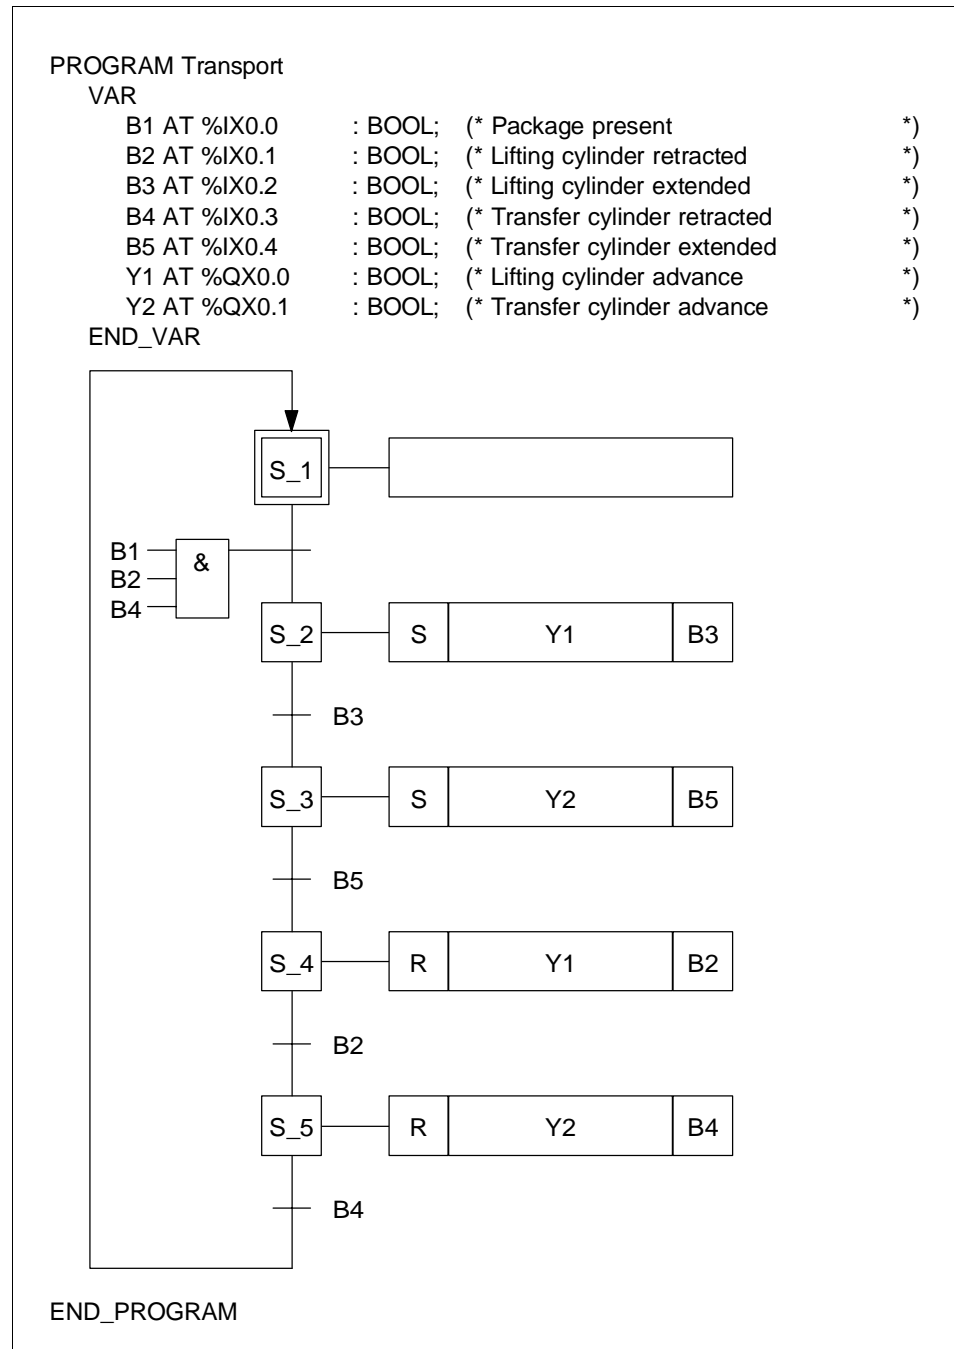 PROGRAM Transport
VAR
B1 AT %IX0.0 : BOOL; (* Package present *)
B2 AT %IX0.1 : BOOL; (* Lifting cylinder retracted *)
B3 AT %IX0.2 : BOOL; (* Lifting cylinder extended *)
B4 AT %IX0.3 : BOOL; (* Transfer cylinder retracted *)
B5 AT %IX0.4 : BOOL; (* Transfer cylinder extended *)
Y1 AT %QX0.0 : BOOL; (* Lifting cylinder advance *)
Y2 AT %QX0.1 : BOOL; (* Transfer cylinder advance *)
END_VAR
S_1
B1
&
B2
B4
S_2 S Y1 B3
B3
S_3 S Y2 B5
B5
S_4 R Y1 B2
B2
S_5 R Y2 B4
B4
END_PROGRAM